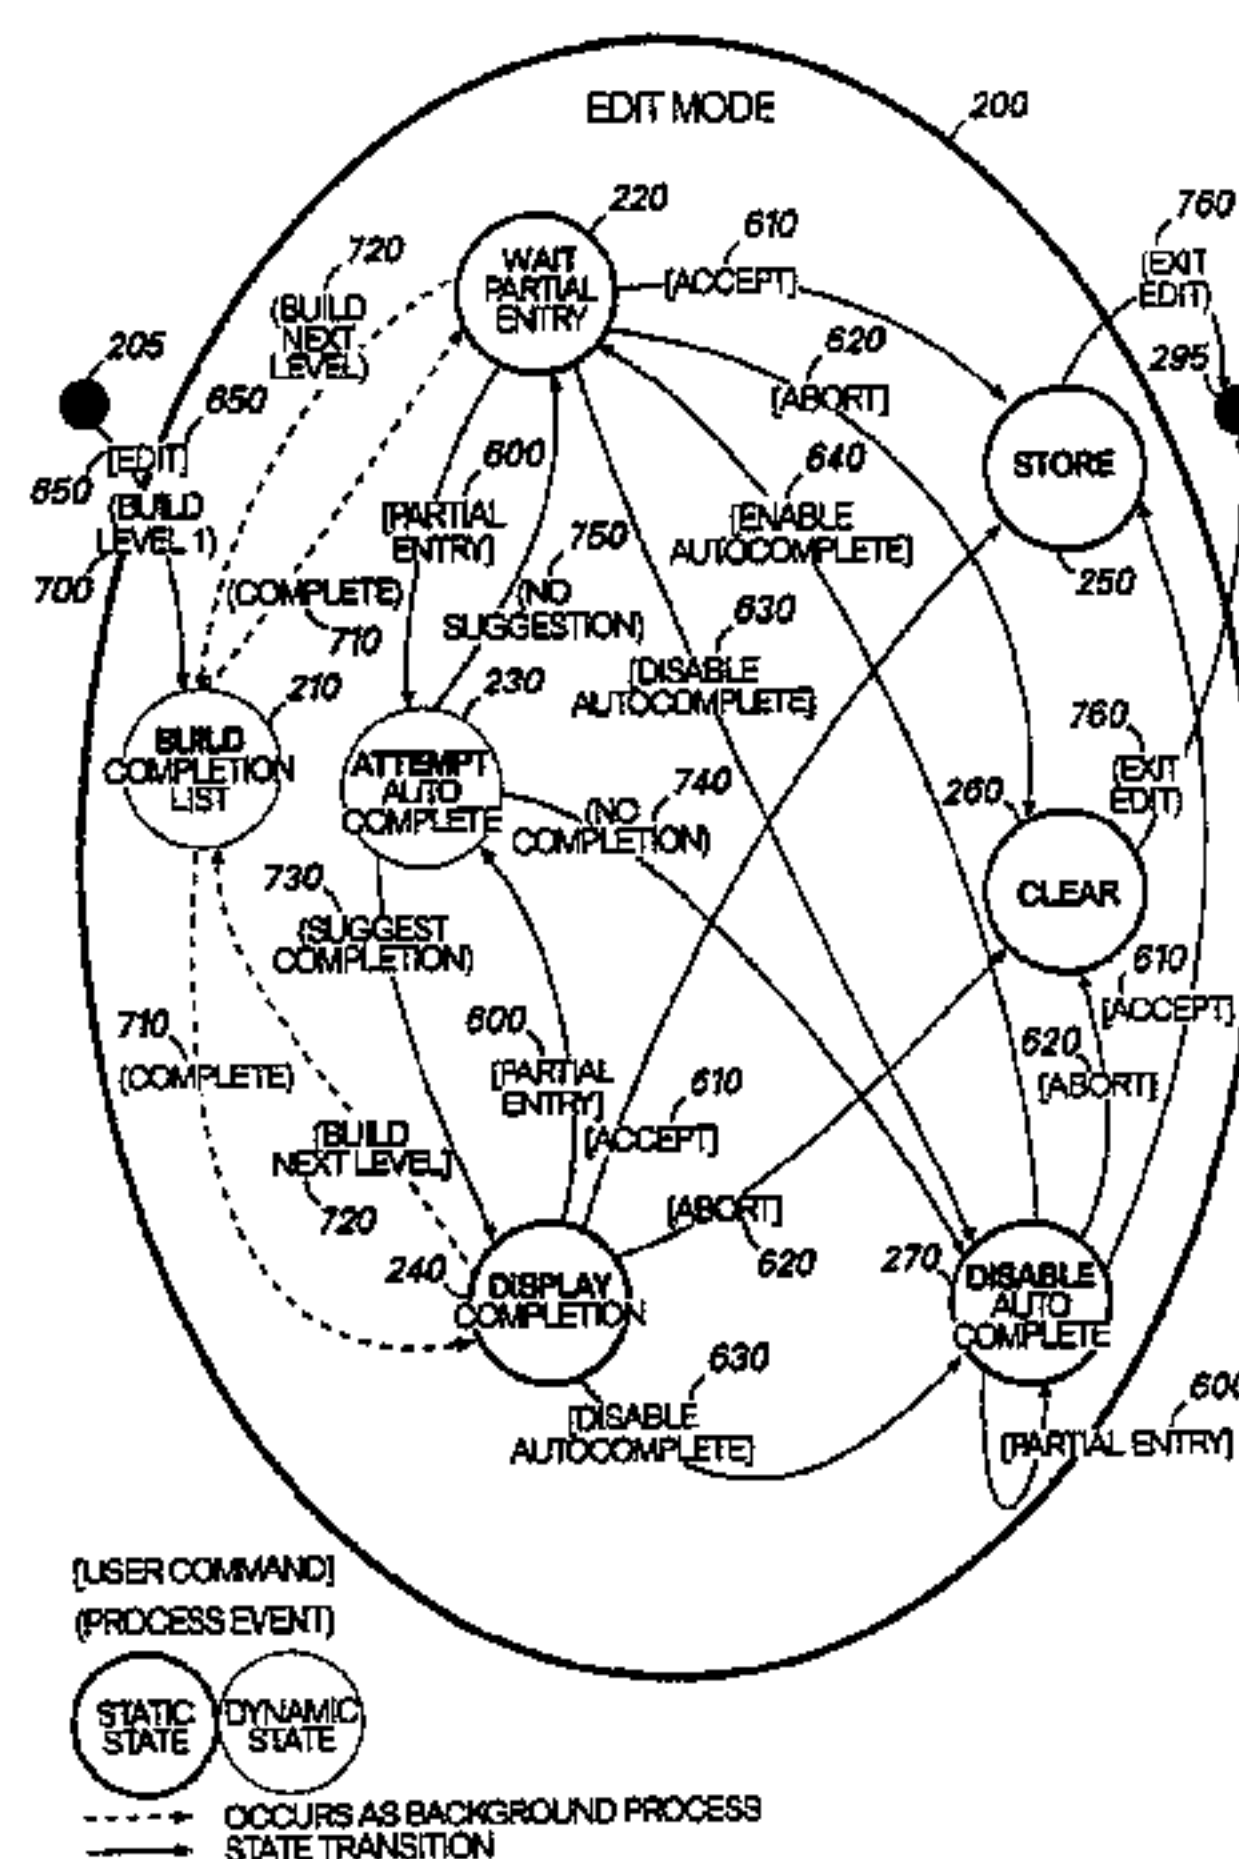 EDIT MODE
200
220
WAIT
PARTIAL
ENTRY
610
[ACCEPT]
760
(EXIT
EDIT)
720
(BUILD
NEXT
LEVEL)
205
650
[EDIT]
650
(BUILD
LEVEL 1)
700
620
[ABORT]
295
STORE
250
600
[PARTIAL
ENTRY]
640
[ENABLE
AUTOCOMPLETE]
750
(NO
SUGGESTION)
(COMPLETE)
710
630
[DISABLE
AUTOCOMPLETE]
210
BUILD
COMPLETION
LIST
230
ATTEMPT
AUTO
COMPLETE
740
(NO
COMPLETION)
760
(EXIT
EDIT)
260
CLEAR
730
(SUGGEST
COMPLETION)
610
[ACCEPT]
710
(COMPLETE)
600
[PARTIAL
ENTRY]
620
[ABORT]
610
[ACCEPT]
(BUILD
NEXT LEVEL]
720
[ABORT]
620
240
DISPLAY
COMPLETION
270
DISABLE
AUTO
COMPLETE
630
[DISABLE
AUTOCOMPLETE]
600
[PARTIAL ENTRY]
[USER COMMAND]
(PROCESS EVENT)
STATIC
STATE
DYNAMIC
STATE
OCCURS AS BACKGROUND PROCESS
STATE TRANSITION